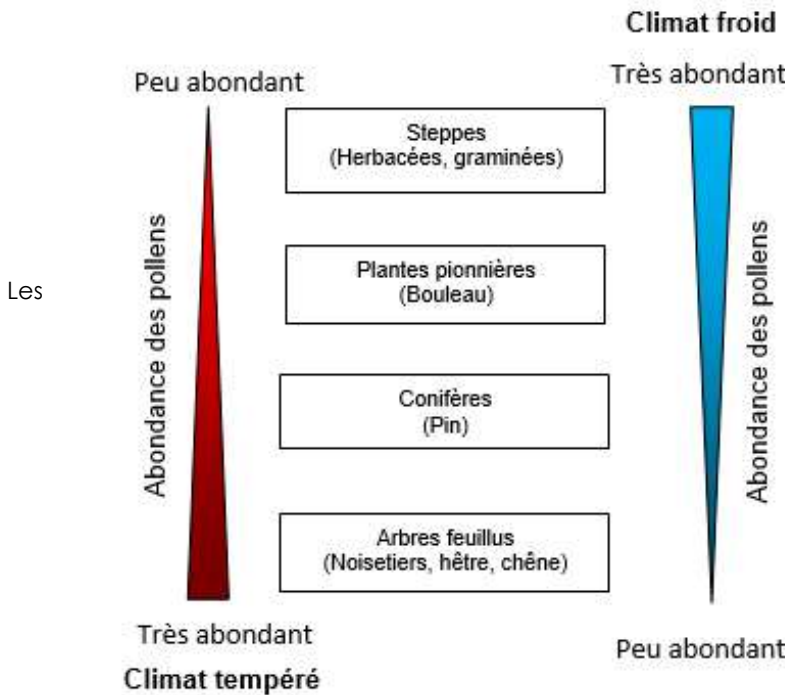 Climat froid
Peu abondant
Très abondant
Steppes
(Herbacées, graminées)
Abondance des pollens
Les
Plantes pionnières
(Bouleau)
Abondance des pollens
Conifères
(Pin)
Arbres feuillus
(Noisetiers, hêtre, chêne)
Très abondant
Peu abondant
Climat tempéré